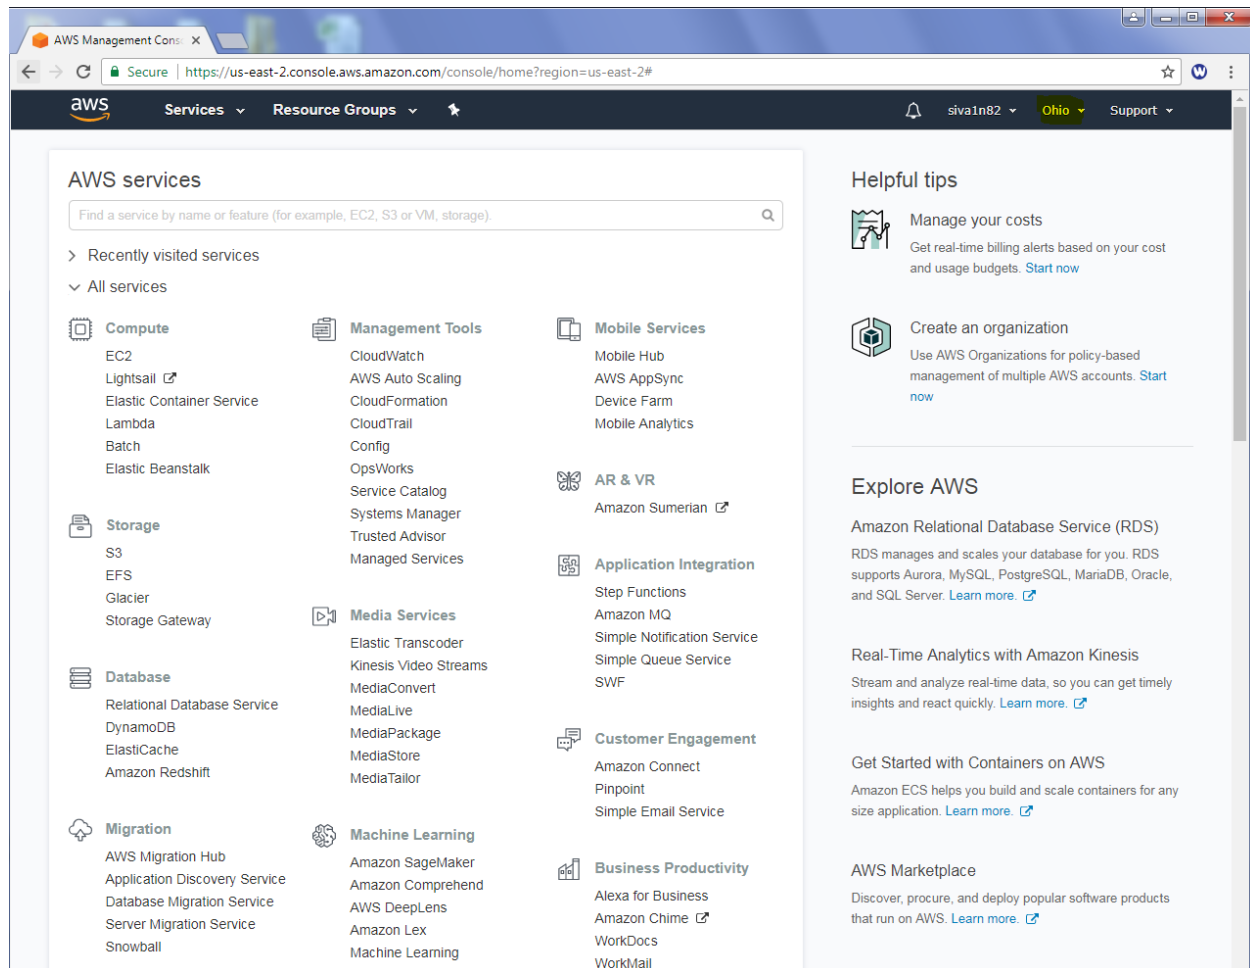 AWS Management Cons
Secure | https://us-east-2.console.aws.amazon.com/console/home?region=us-east-2#
aws
Services
Resource Groups
siva1n82
Ohio
Support
AWS services
Find a service by name or feature (for example, EC2, S3 or VM, storage).
Recently visited services
All services
Compute
EC2
Lightsail
Elastic Container Service
Lambda
Batch
Elastic Beanstalk
Storage
S3
EFS
Glacier
Storage Gateway
Database
Relational Database Service
DynamoDB
ElastiCache
Amazon Redshift
Migration
AWS Migration Hub
Application Discovery Service
Database Migration Service
Server Migration Service
Snowball
Management Tools
CloudWatch
AWS Auto Scaling
CloudFormation
CloudTrail
Config
OpsWorks
Service Catalog
Systems Manager
Trusted Advisor
Managed Services
Media Services
Elastic Transcoder
Kinesis Video Streams
MediaConvert
MediaLive
MediaPackage
MediaStore
MediaTailor
Machine Learning
Amazon SageMaker
Amazon Comprehend
AWS DeepLens
Amazon Lex
Machine Learning
Mobile Services
Mobile Hub
AWS AppSync
Device Farm
Mobile Analytics
AR & VR
Amazon Sumerian
Application Integration
Step Functions
Amazon MQ
Simple Notification Service
Simple Queue Service
SWF
Customer Engagement
Amazon Connect
Pinpoint
Simple Email Service
Business Productivity
Alexa for Business
Amazon Chime
WorkDocs
WorkMail
Helpful tips
Manage your costs
Get real-time billing alerts based on your cost
and usage budgets. Start now
Create an organization
Use AWS Organizations for policy-based
management of multiple AWS accounts. Start
now
Explore AWS
Amazon Relational Database Service (RDS)
RDS manages and scales your database for you. RDS
supports Aurora, MySQL, PostgreSQL, MariaDB, Oracle,
and SQL Server. Learn more.
Real-Time Analytics with Amazon Kinesis
Stream and analyze real-time data, so you can get timely
insights and react quickly. Learn more.
Get Started with Containers on AWS
Amazon ECS helps you build and scale containers for any
size application. Learn more.
AWS Marketplace
Discover, procure, and deploy popular software products
that run on AWS. Learn more.